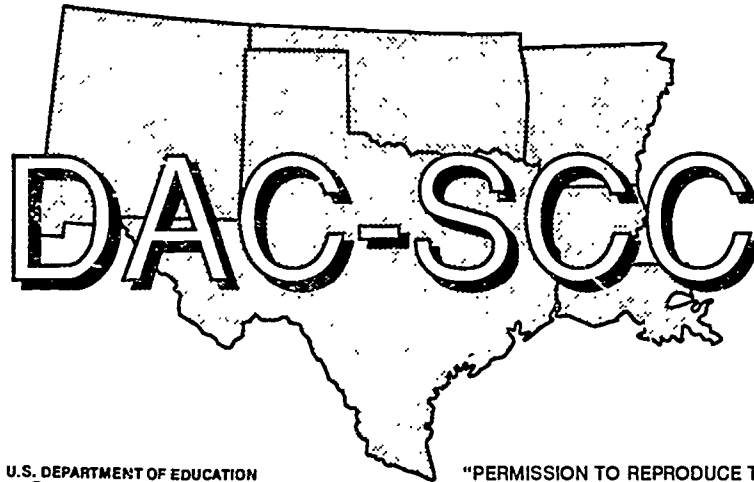 DAC-SCC
U.S. DEPARTMENT OF EDUCATION
"PERMISSION TO REPRODUCE T